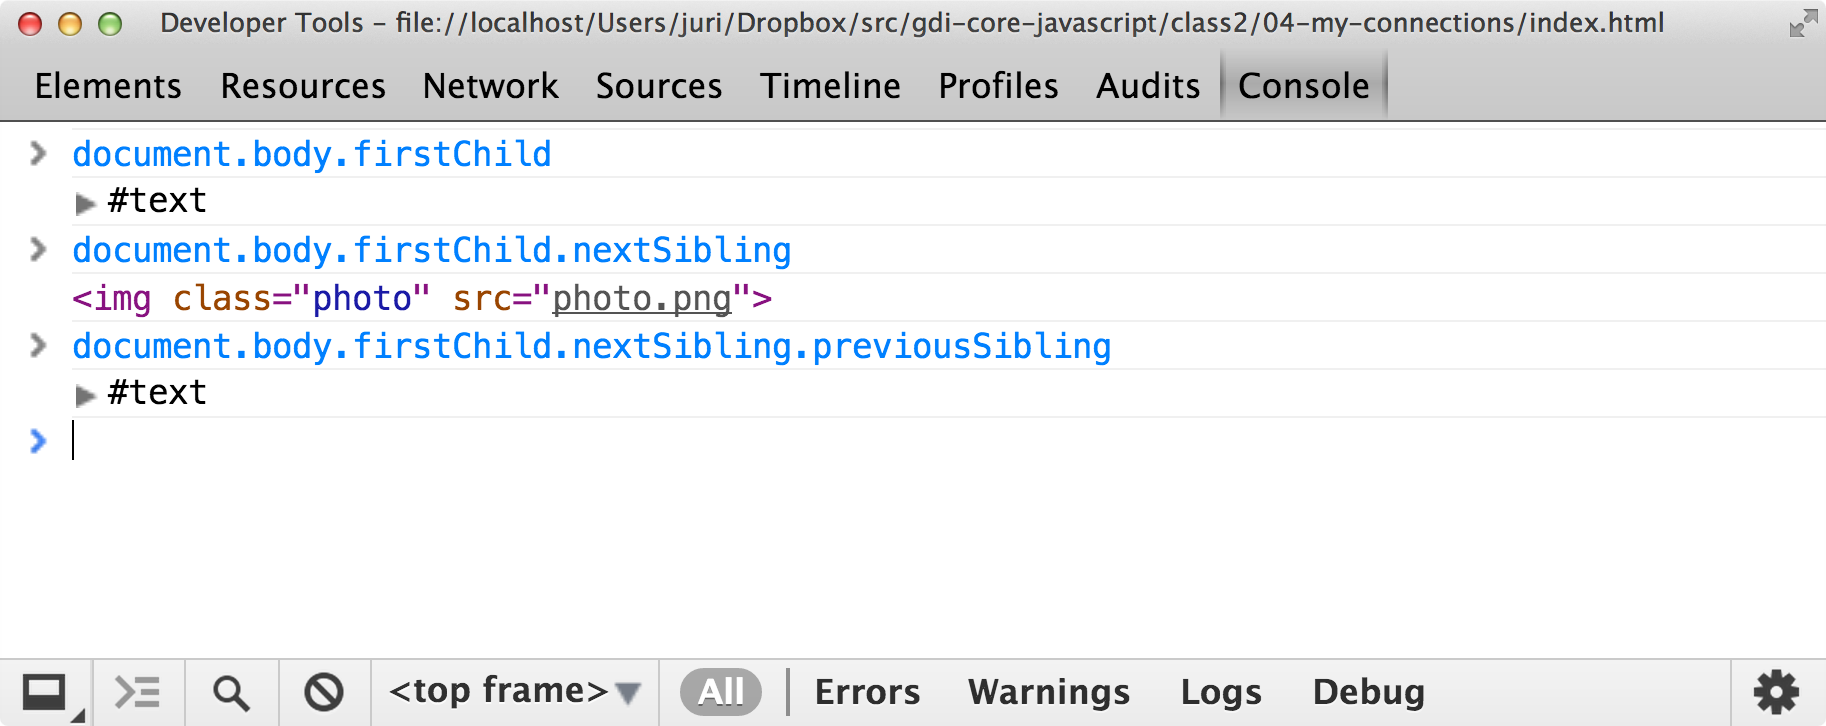 Developer Tools - file://localhost/Users/juri/Dropbox/src/gdi-core-javascript/class2/04-my-connections/index.html
Elements Resources Network Sources Timeline Profiles Audits Console
document.body.firstChild
#text
document.body.firstChild.nextSibling
<img class="photo" src="photo.png">
document.body.firstChild.nextSibling.previousSibling
#text
<top frame> All Errors Warnings Logs Debug